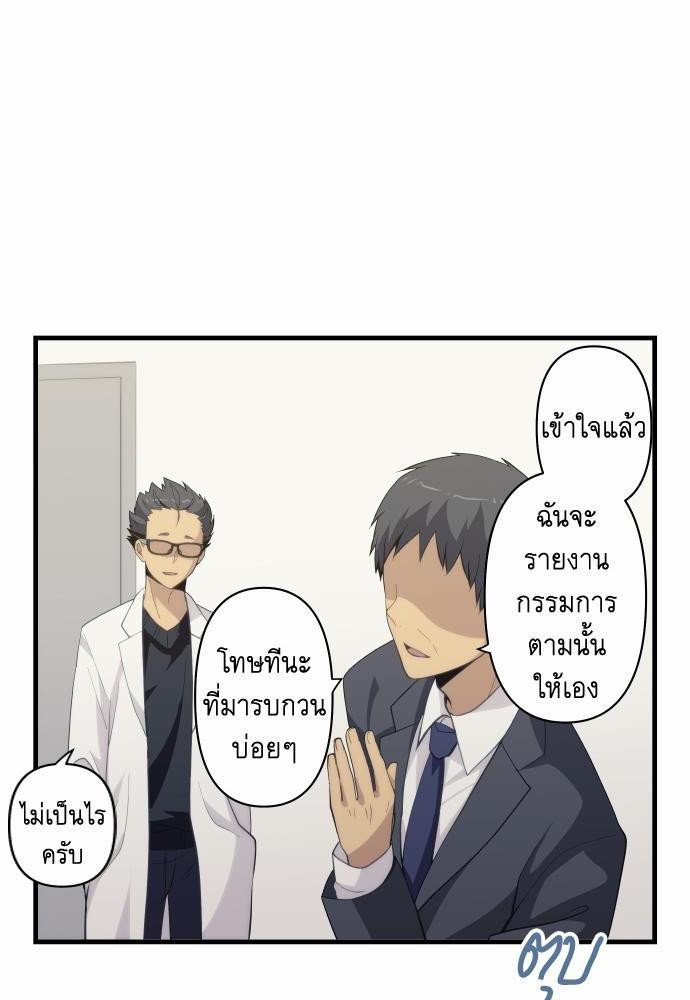 เข้าใจแล้ว
ฉันจะ
รายงาน
กรรมการ
ตามนั้น
ให้เอง
โทษทีนะ
ที่มารบกวน
บ่อยๆ
ไม่เป็นไร
ครับ
ตุบ